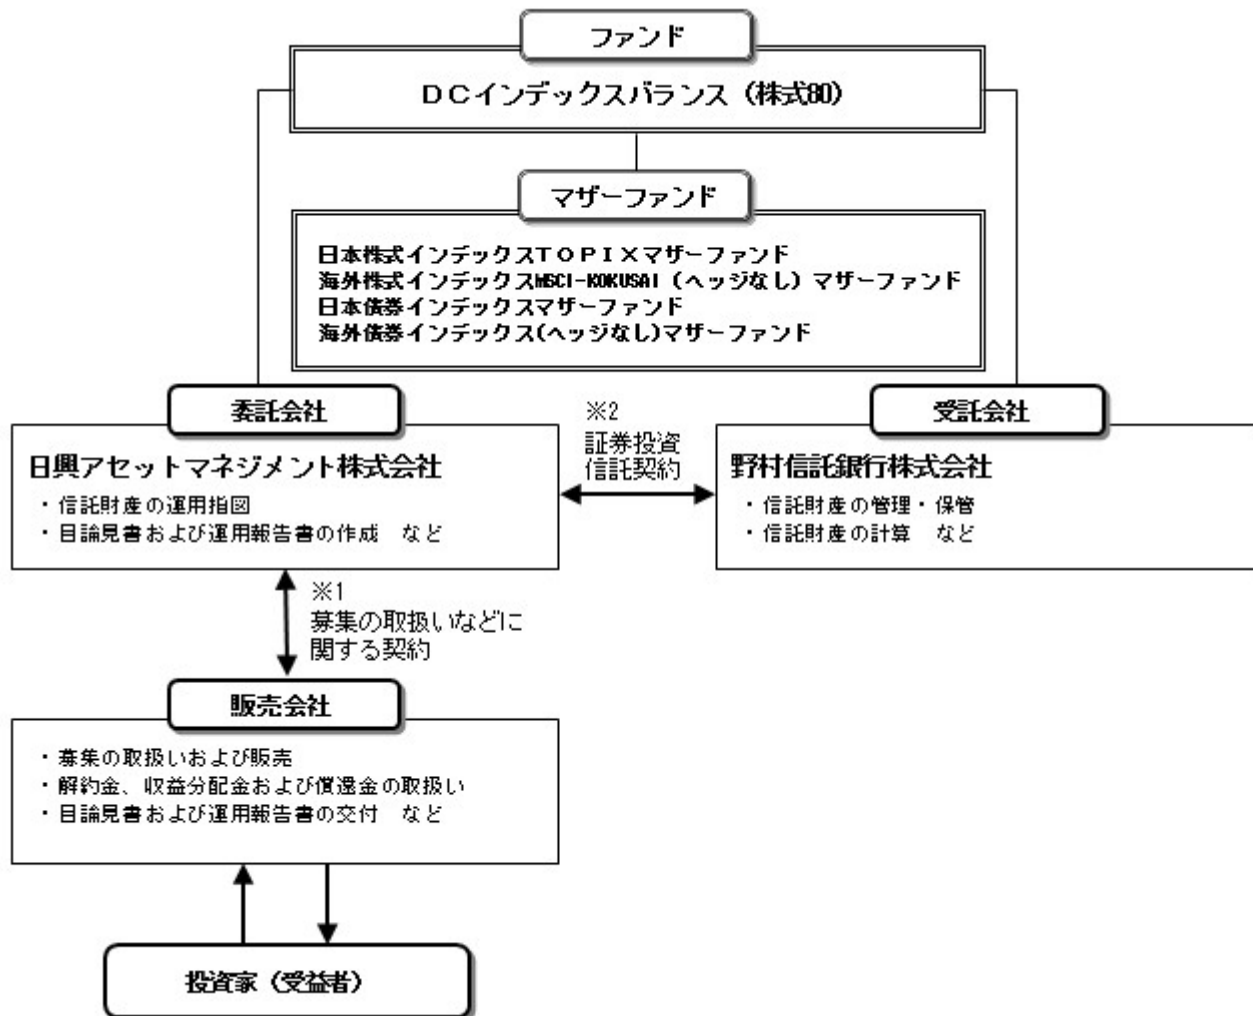 ファンド
DCインデックスバランス（株式80）
マザーファンド
日本株式インデックスTOPIXマザーファンド
海外株式インデックスMSCI-KOKUSAI（ヘッジなし）マザーファンド
日本債券インデックスマザーファンド
海外債券インデックス(ヘッジなし)マザーファンド
委託会社
日興アセットマネジメント株式会社
・信託財産の運用指図
・目論見書および運用報告書の作成　など
※2
証券投資
信託契約
受託会社
野村信託銀行株式会社
・信託財産の管理・保管
・信託財産の計算　など
※1
募集の取扱いなどに
関する契約
販売会社
・募集の取扱いおよび販売
・解約金、収益分配金および償還金の取扱い
・目論見書および運用報告書の交付　など
投資家（受益者）